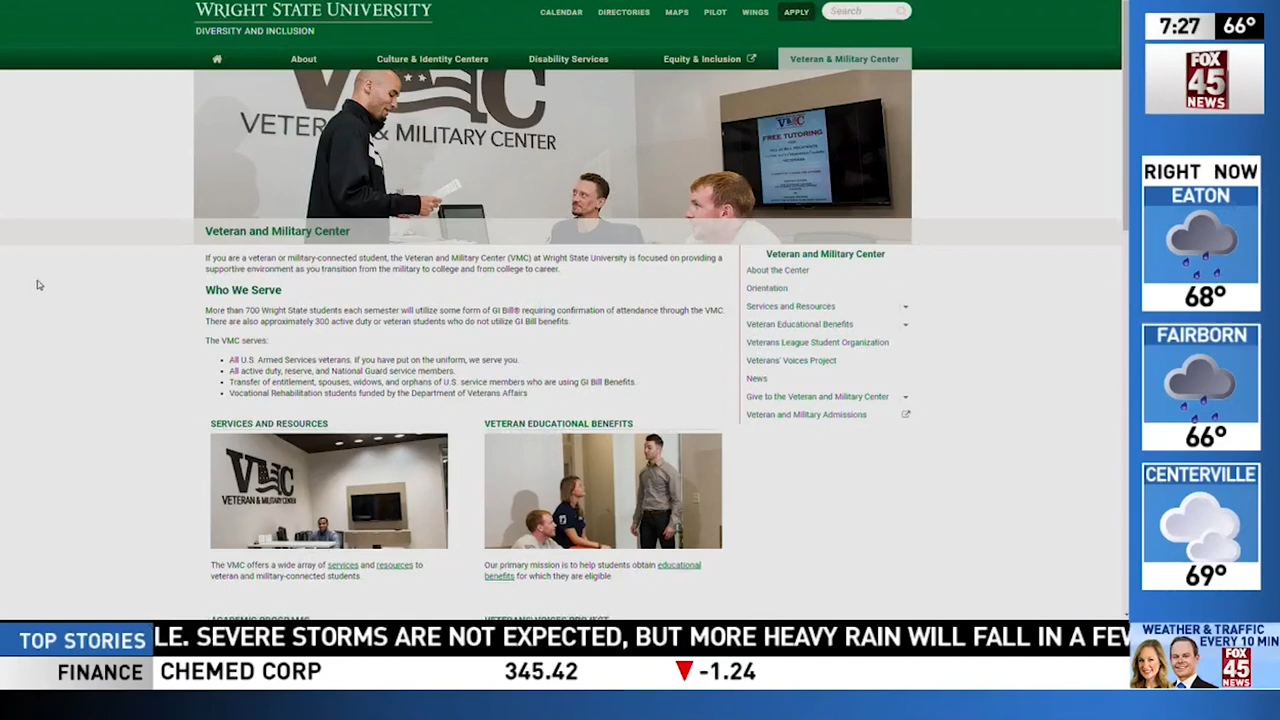 WRIGHT STATE UNIVERSITY
DIVERSITY AND INCLUSION
CALENDAR DIRECTORIES MAPS PILOT WINGS APPLY Search
About Culture & Identity Centers Disability Services Equity & Inclusion Veteran & Military Center
VMC
VETERAN & MILITARY CENTER
VMC
FREE TUTORING
Veteran and Military Center
If you are a veteran or military-connected student, the Veteran and Military Center (VMC) at Wright State University is focused on providing a
supportive environment as you transition from the military to college and from college to career.
Who We Serve
More than 700 Wright State students each semester will utilize some form of GI Bill® requiring confirmation of attendance through the VMC.
There are also approximately 300 active duty or veteran students who do not utilize GI Bill benefits.
The VMC serves:
All U.S. Armed Services veterans. If you have put on the uniform, we serve you.
All active duty, reserve, and National Guard service members.
Transfer of entitlement, spouses, widows, and orphans of U.S. service members who are using GI Bill Benefits.
Vocational Rehabilitation students funded by the Department of Veterans Affairs
SERVICES AND RESOURCES
VMC
VETERAN & MILITARY CENTER
The VMC offers a wide array of services and resources to
veteran and military-connected students.
VETERAN EDUCATIONAL BENEFITS
Our primary mission is to help students obtain educational
benefits for which they are eligible
ACADEMIC PROGRAMS
VETERANS' VOICES PROJECT
Veteran and Military Center
About the Center
Orientation
Services and Resources
Veteran Educational Benefits
Veterans League Student Organization
Veterans' Voices Project
News
Give to the Veteran and Military Center
Veteran and Military Admissions
7:27 66°
FOX
45
NEWS
RIGHT NOW
EATON
68°
FAIRBORN
66°
CENTERVILLE
69°
WEATHER & TRAFFIC
EVERY 10 MIN
FOX
45
NEWS
TOP STORIES LE. SEVERE STORMS ARE NOT EXPECTED, BUT MORE HEAVY RAIN WILL FALL IN A FEW
FINANCE CHEMED CORP 345.42 -1.24